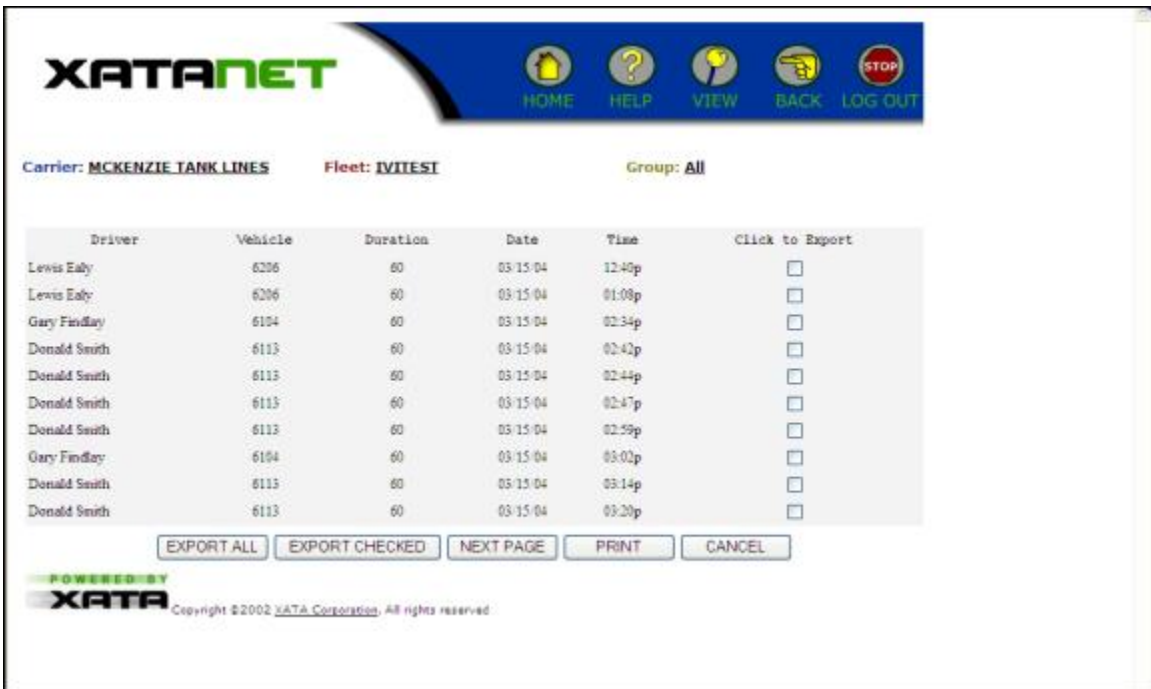 XATANET
HOME HELP VIEW BACK STOP LOG OUT
Carrier: MCKENZIE TANK LINES Fleet: IVITEST Group: All
Driver Vehicle Duration Date Time Click to Export
Lewis Ealy 6206 60 03/15/04 12:40p
Lewis Ealy 6206 60 03/15/04 01:08p
Gary Findlay 6104 60 03/15/04 02:34p
Donald Smith 6113 60 03/15/04 02:42p
Donald Smith 6113 60 03/15/04 02:44p
Donald Smith 6113 60 03/15/04 02:47p
Donald Smith 6113 60 03/15/04 02:59p
Gary Findlay 6104 60 03/15/04 03:02p
Donald Smith 6113 60 03/15/04 03:14p
Donald Smith 6113 60 03/15/04 03:20p
EXPORT ALL EXPORT CHECKED NEXT PAGE PRINT CANCEL
POWERED BY
XATA Copyright ©2002 XATA Corporation. All rights reserved